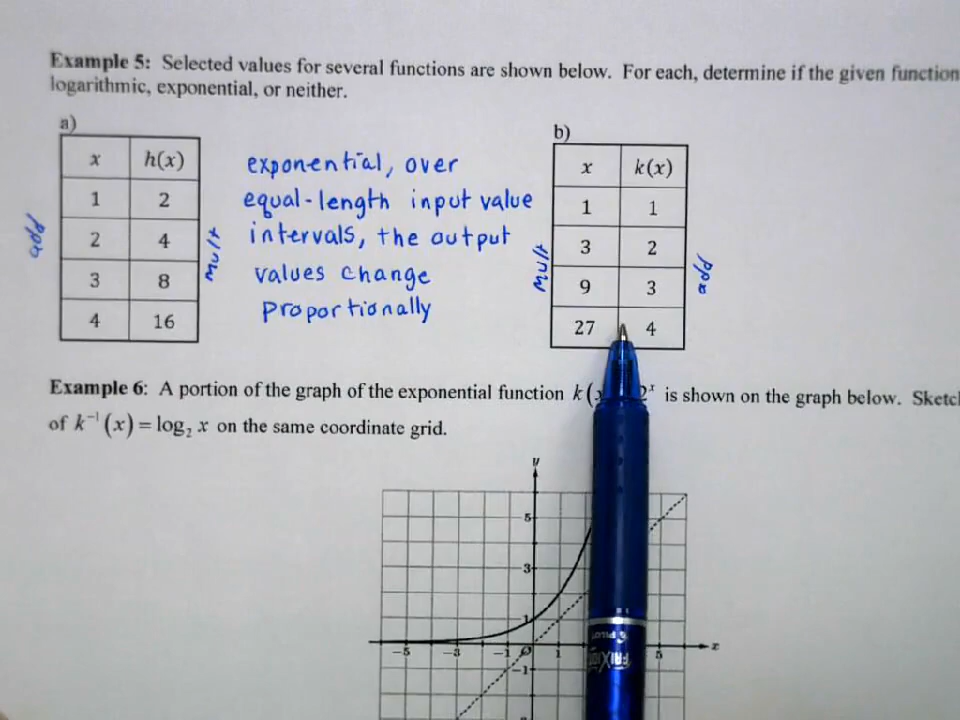 Example 5: Selected values for several functions are shown below. For each, determine if the given function
logarithmic, exponential, or neither.
a)
x h(x)
1 2
2 4
3 8
4 16
add
mult
exponential, over
equal-length input value
intervals, the output
values change
proportionally
b)
x k(x)
1 1
3 2
9 3
27 4
mult
add
Example 6: A portion of the graph of the exponential function k( 2ˣ is shown on the graph below.
of k⁻¹(x) = log₂ x on the same coordinate grid.
y
5
3
1
-5 -3 -1 O 1 5 x
-1
PILOT
FRIXION